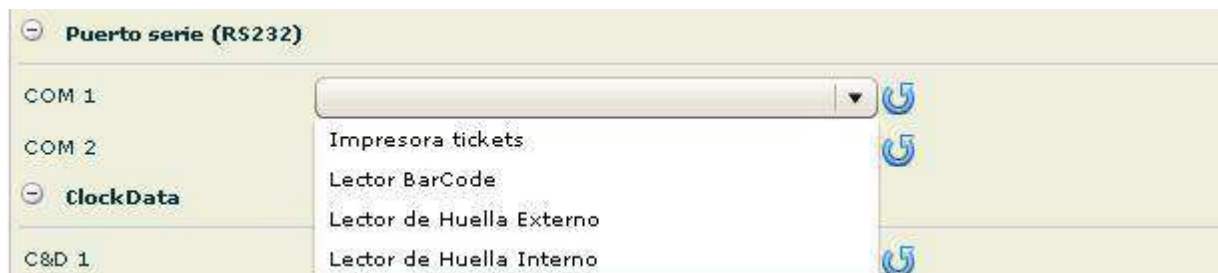 Puerto serie (RS232)
COM 1
Impresora tickets
COM 2
Lector BarCode
ClockData
Lector de Huella Externo
C&D 1
Lector de Huella Interno